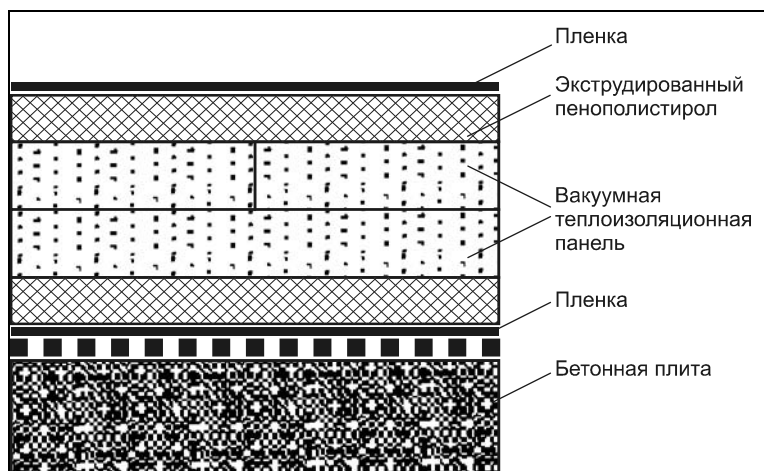 Пленка
Экструдированный
пенополистирол
Вакуумная
теплоизоляционная
панель
Пленка
Бетонная плита